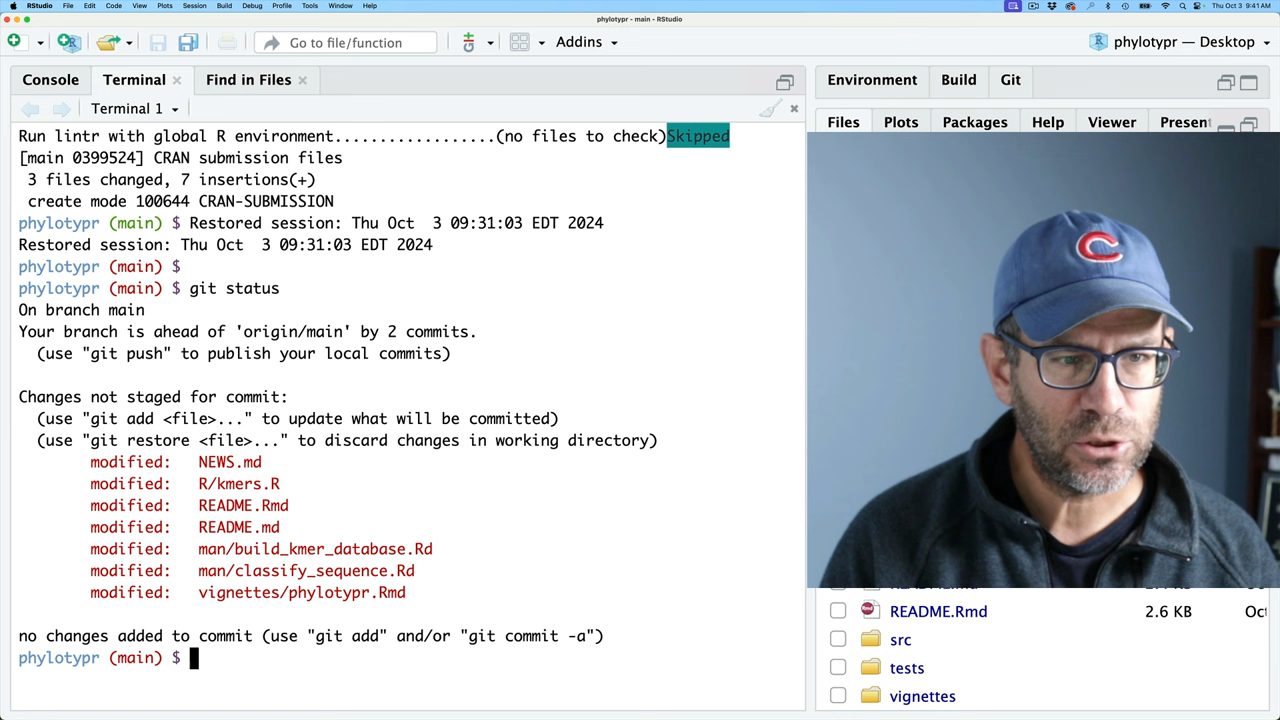 RStudio File Edit Code View Plots Session Build Debug Profile Tools Window Help Thu Oct 3 9:41 AM
phylotypr - main - RStudio
Go to file/function Addins phylotypr — Desktop
Console Terminal Find in Files
Environment Build Git
Terminal 1
Files Plots Packages Help Viewer Present
Run lintr with global R environment..................(no files to check)Skipped
[main 0399524] CRAN submission files
3 files changed, 7 insertions(+)
create mode 100644 CRAN-SUBMISSION
phylotypr (main) $ Restored session: Thu Oct  3 09:31:03 EDT 2024
Restored session: Thu Oct  3 09:31:03 EDT 2024
phylotypr (main) $
phylotypr (main) $ git status
On branch main
Your branch is ahead of 'origin/main' by 2 commits.
(use "git push" to publish your local commits)
Changes not staged for commit:
(use "git add <file>..." to update what will be committed)
(use "git restore <file>..." to discard changes in working directory)
modified:   NEWS.md
modified:   R/kmers.R
modified:   README.Rmd
modified:   README.md
modified:   man/build_kmer_database.Rd
modified:   man/classify_sequence.Rd
modified:   vignettes/phylotypr.Rmd
no changes added to commit (use "git add" and/or "git commit -a")
phylotypr (main) $
README.Rmd 2.6 KB Oct
src
tests
vignettes
C